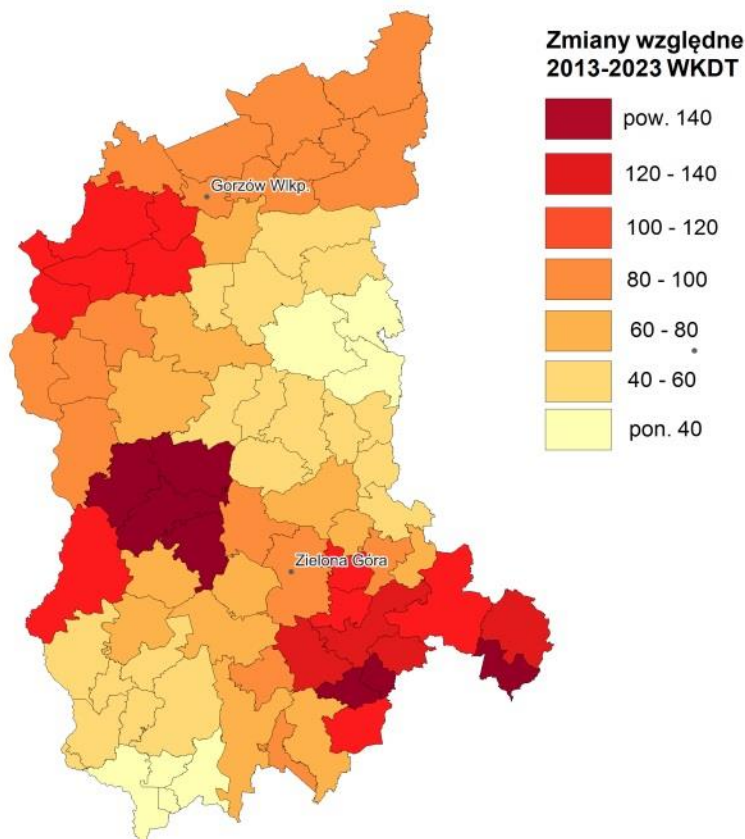 Zmiany względne
2013-2023 WKDT
pow. 140
120 - 140
100 - 120
80 - 100
60 - 80
40 - 60
pon. 40
Gorzów Wlkp.
Zielona Góra